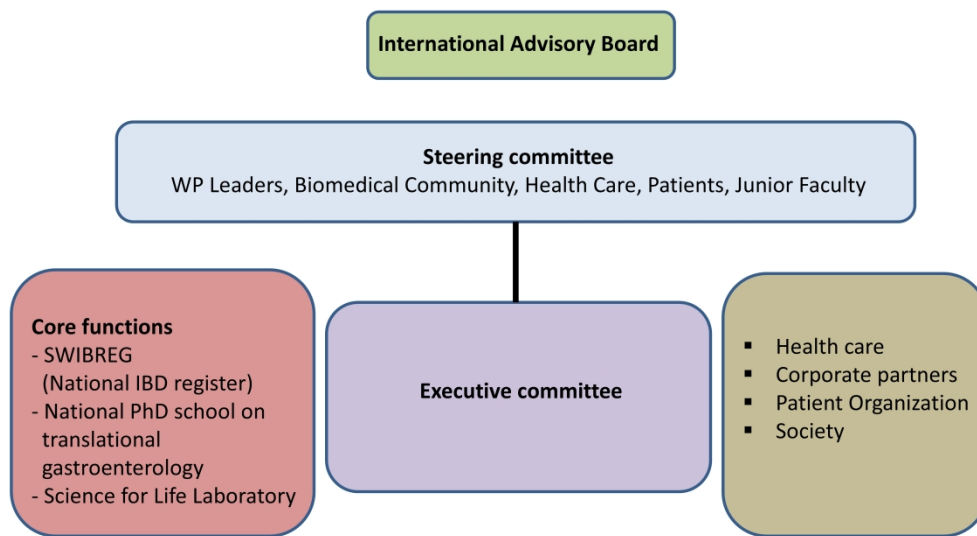 International Advisory Board
Steering committee
WP Leaders, Biomedical Community, Health Care, Patients, Junior Faculty
Core functions
- SWIBREG
(National IBD register)
- National PhD school on
translational
gastroenterology
- Science for Life Laboratory
Executive committee
▪ Health care
▪ Corporate partners
▪ Patient Organization
▪ Society